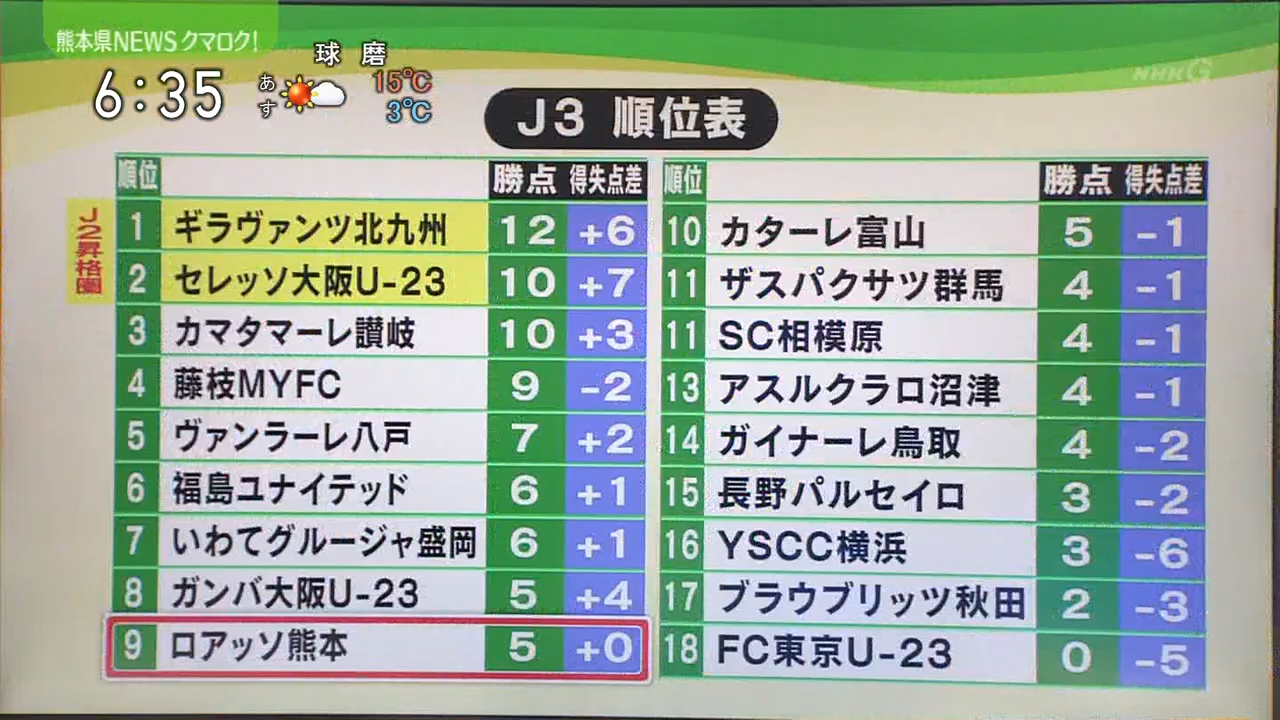 熊本県NEWSクマロク!
6:35
球磨
あす
15℃
3℃
NHK G
J3 順位表
順位 勝点 得失点差
J2昇格圏
1 ギラヴァンツ北九州 12 +6
2 セレッソ大阪U-23 10 +7
3 カマタマーレ讃岐 10 +3
4 藤枝MYFC 9 -2
5 ヴァンラーレ八戸 7 +2
6 福島ユナイテッド 6 +1
7 いわてグルージャ盛岡 6 +1
8 ガンバ大阪U-23 5 +4
9 ロアッソ熊本 5 +0
順位 勝点 得失点差
10 カターレ富山 5 -1
11 ザスパクサツ群馬 4 -1
11 SC相模原 4 -1
13 アスルクラロ沼津 4 -1
14 ガイナーレ鳥取 4 -2
15 長野パルセイロ 3 -2
16 YSCC横浜 3 -6
17 ブラウブリッツ秋田 2 -3
18 FC東京U-23 0 -5